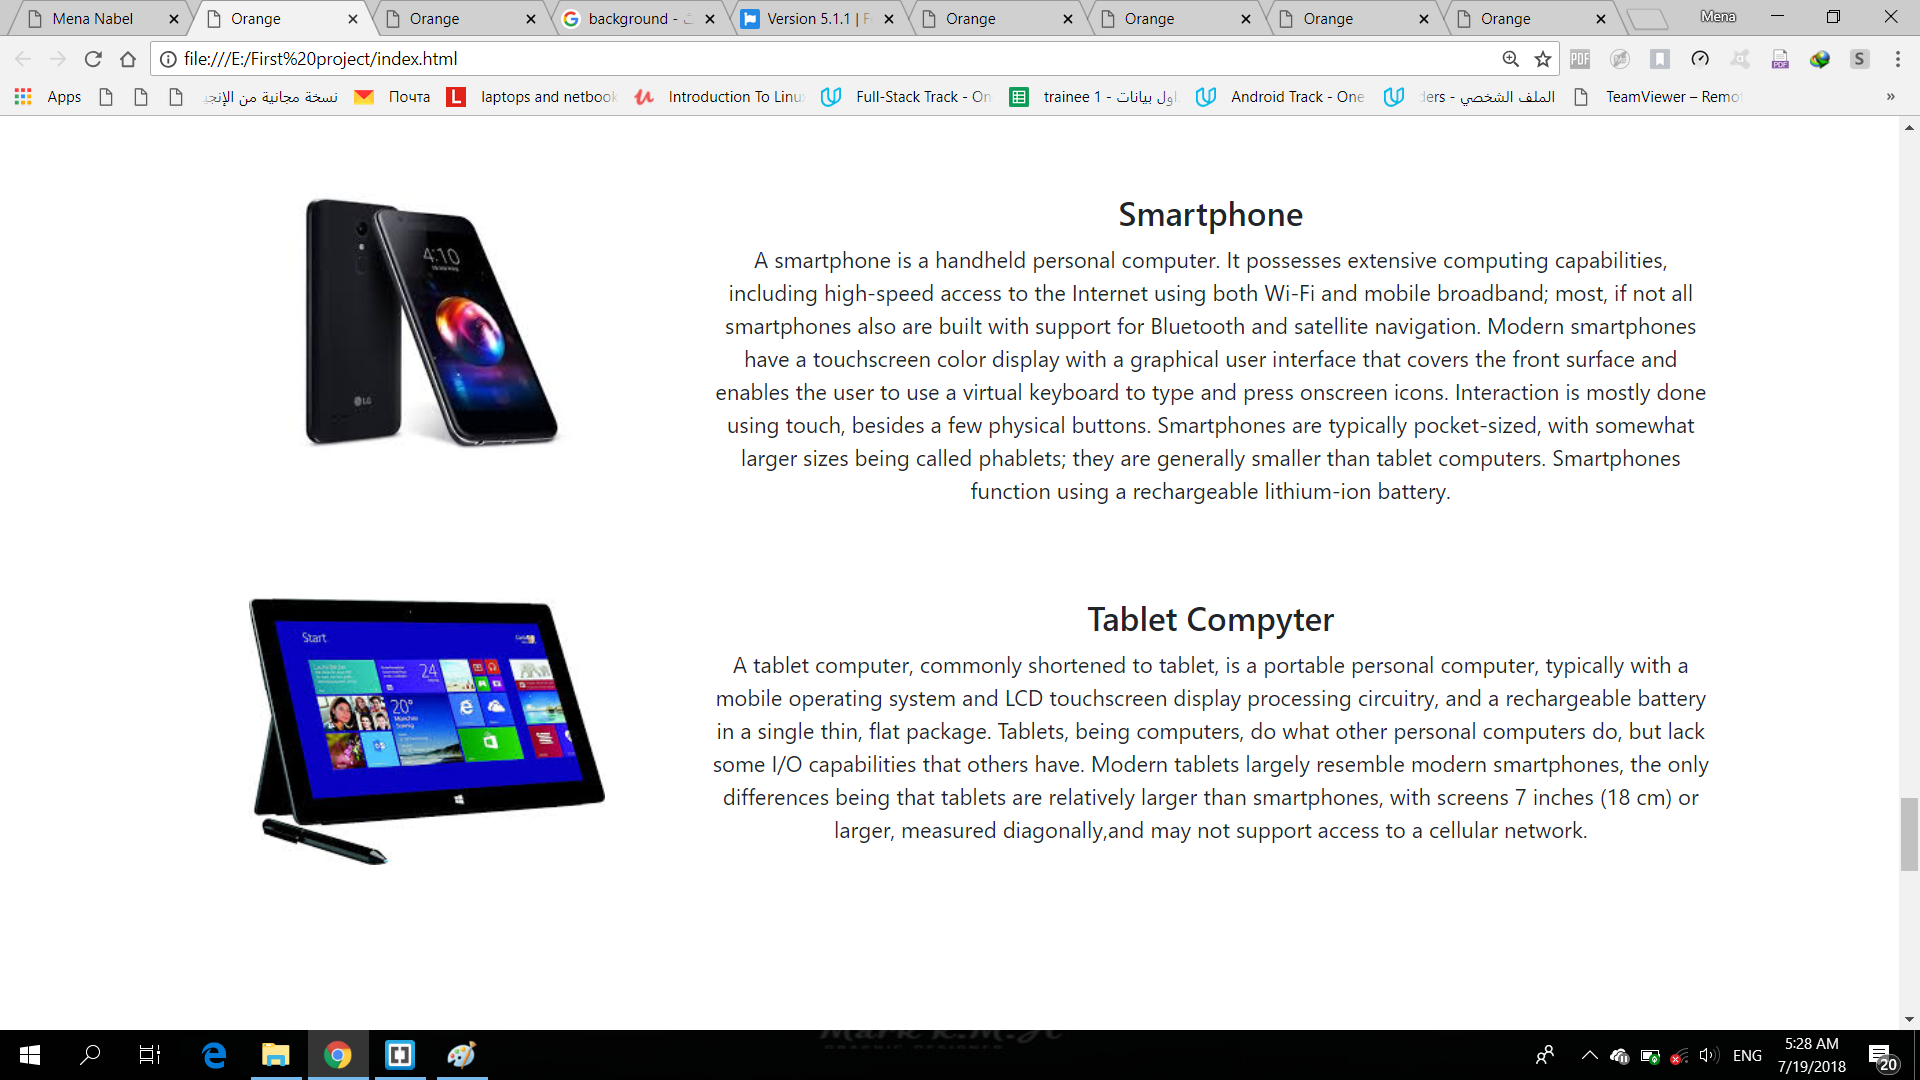 Mena Nabel
Orange
Orange
background -
Version 5.1.1 |
Orange
Orange
Orange
Orange
Mena
file:///E:/First%20project/index.html
Apps
نسخة مجانية من الإنجي
Почта
laptops and netbook
Introduction To Linu
Full-Stack Track - On
trainee 1 - اول بيانات
Android Track - One
الملف الشخصي - ders
TeamViewer – Remo
»
Smartphone
A smartphone is a handheld personal computer. It possesses extensive computing capabilities,
including high-speed access to the Internet using both Wi-Fi and mobile broadband; most, if not all
smartphones also are built with support for Bluetooth and satellite navigation. Modern smartphones
have a touchscreen color display with a graphical user interface that covers the front surface and
enables the user to use a virtual keyboard to type and press onscreen icons. Interaction is mostly done
using touch, besides a few physical buttons. Smartphones are typically pocket-sized, with somewhat
larger sizes being called phablets; they are generally smaller than tablet computers. Smartphones
function using a rechargeable lithium-ion battery.
4:10
LG
Tablet Compyter
A tablet computer, commonly shortened to tablet, is a portable personal computer, typically with a
mobile operating system and LCD touchscreen display processing circuitry, and a rechargeable battery
in a single thin, flat package. Tablets, being computers, do what other personal computers do, but lack
some I/O capabilities that others have. Modern tablets largely resemble modern smartphones, the only
differences being that tablets are relatively larger than smartphones, with screens 7 inches (18 cm) or
larger, measured diagonally,and may not support access to a cellular network.
Start
24
20°
ENG
5:28 AM
7/19/2018
20